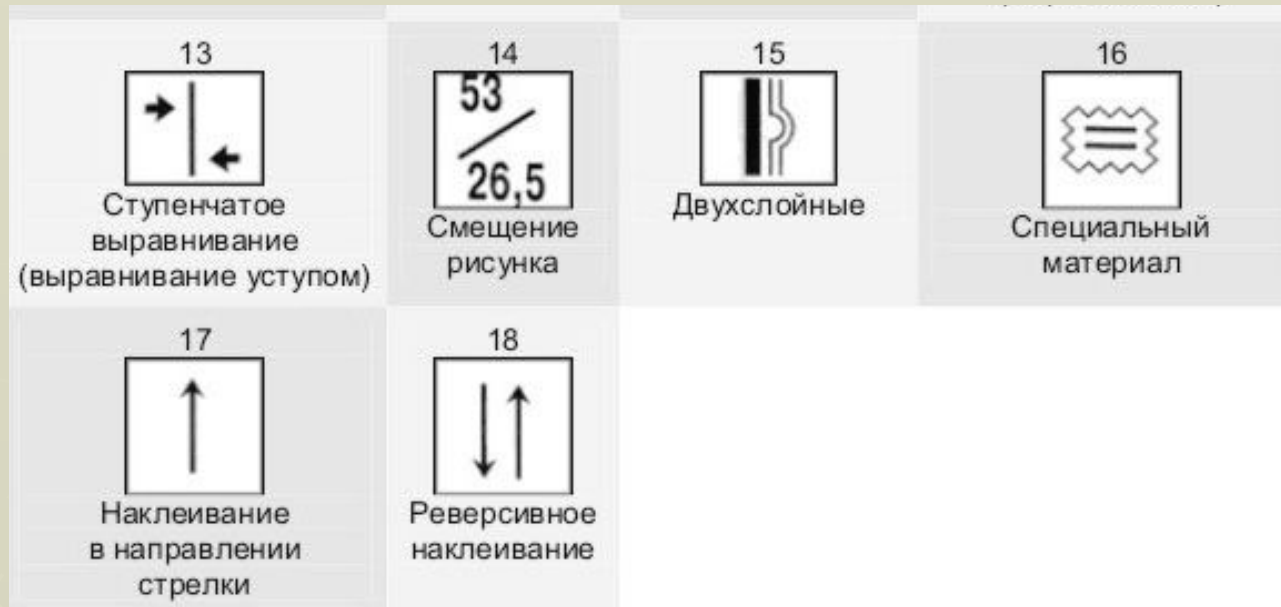 13
14
15
16
53
26,5
Ступенчатое
выравнивание
(выравнивание уступом)
Смещение
рисунка
Двухслойные
Специальный
материал
17
18
Наклеивание
в направлении
стрелки
Реверсивное
наклеивание